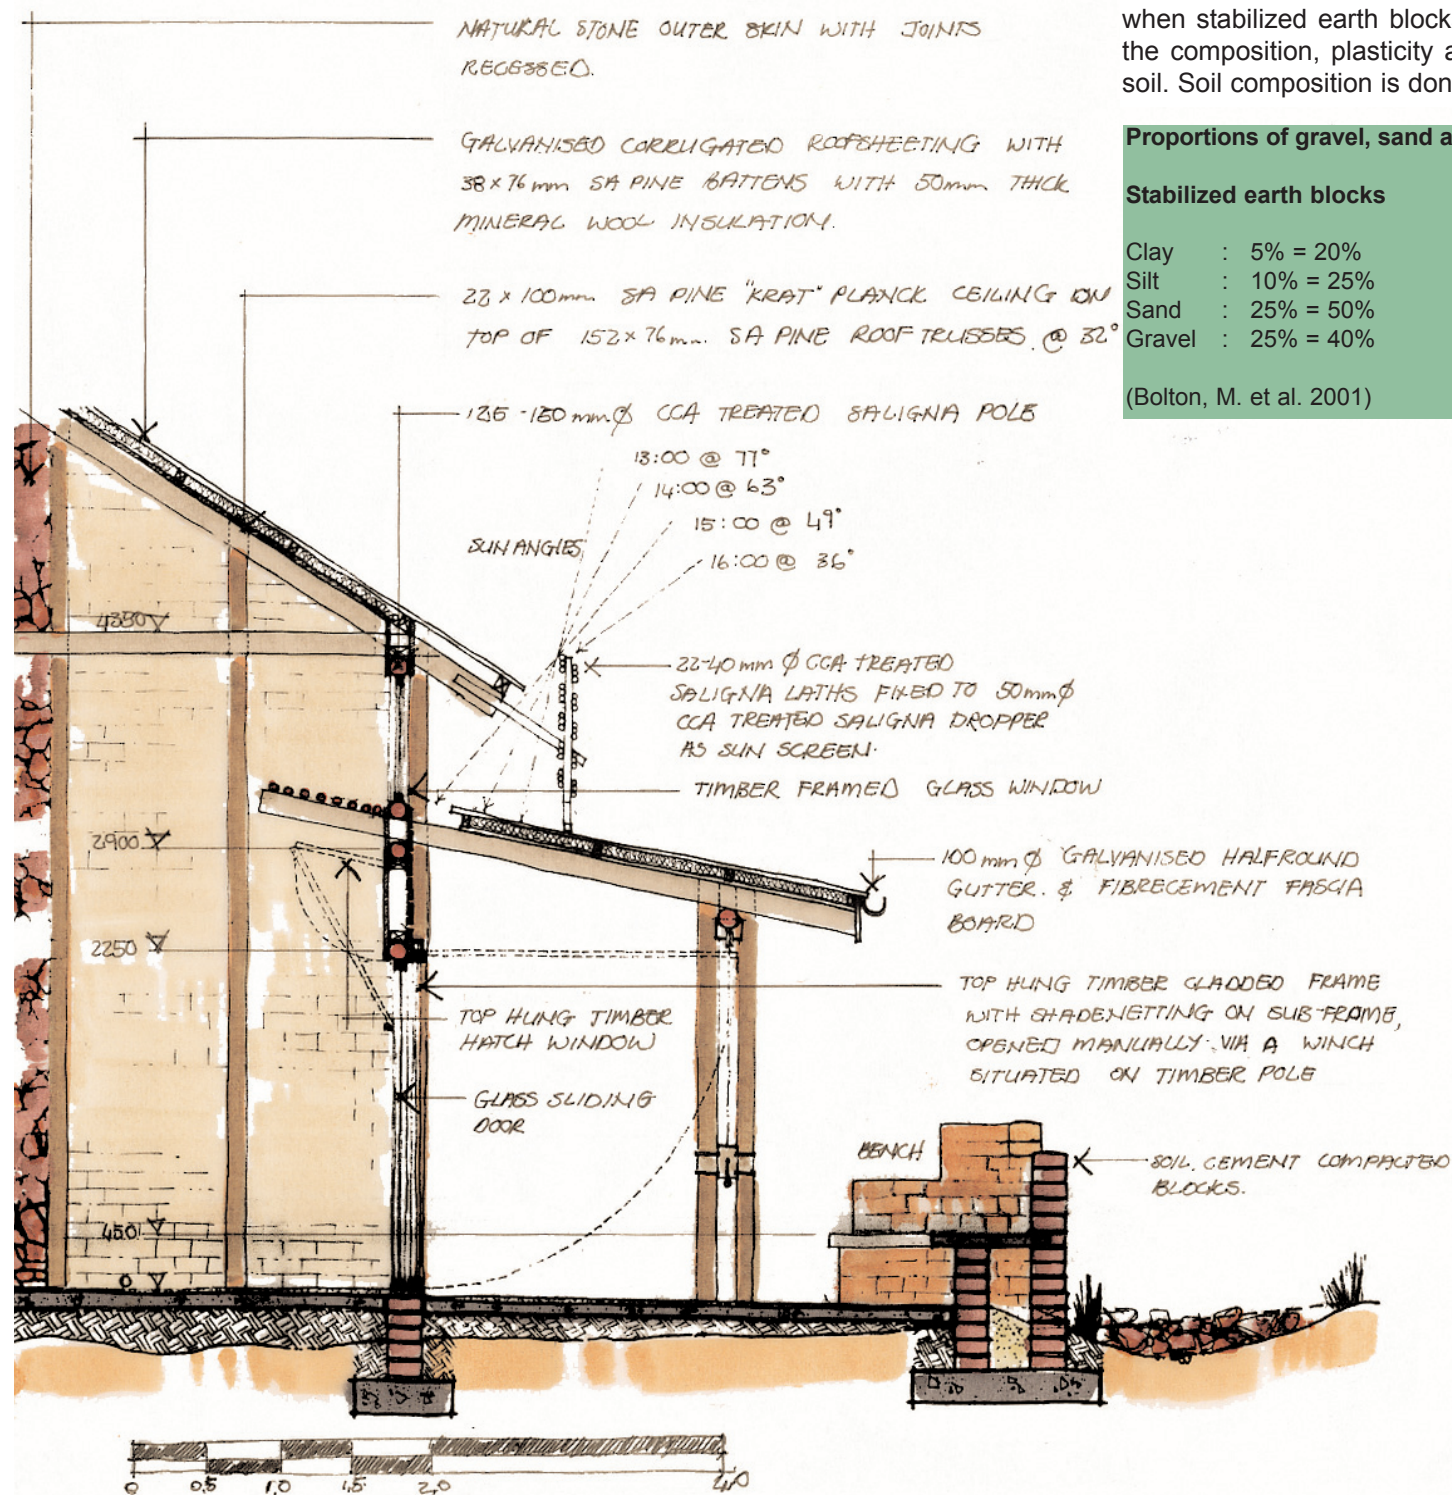 NATURAL STONE OUTER SKIN WITH JOINTS
RECESSED.
GALVANISED CORRUGATED ROOFSHEETING WITH
38 x 76 mm SA PINE BATTENS WITH 50mm THICK
MINERAL WOOL INSULATION.
22 x 100mm SA PINE "KRAT" PLANCK CEILING ON
TOP OF 152 x 76 mm. SA PINE ROOF TRUSSES. @ 32°
125 - 150 mm Ø CCA TREATED SALIGNA POLE
13:00 @ 77°
14:00 @ 63°
15:00 @ 49°
16:00 @ 36°
SUN ANGLES
22-40 mm Ø CCA TREATED
SALIGNA LATHS FIXED TO 50mm Ø
CCA TREATED SALIGNA DROPPER
AS SUN SCREEN.
TIMBER FRAMED GLASS WINDOW
100 mm Ø GALVANISED HALFROUND
GUTTER. & FIBRECEMENT FASCIA
BOARD
TOP HUNG TIMBER CLADDED FRAME
WITH SHADENETTING ON SUB-FRAME,
OPENED MANUALLY VIA A WINCH
SITUATED ON TIMBER POLE
TOP HUNG TIMBER
HATCH WINDOW
GLASS SLIDING
DOOR
BENCH
SOIL CEMENT COMPACTED
BLOCKS.
4350
2900
2250
450
0
0 0,5 1,0 1,5 2,0 4,0
when stabilized earth block
the composition, plasticity a
soil. Soil composition is don
Proportions of gravel, sand a
Stabilized earth blocks
Clay : 5% = 20%
Silt : 10% = 25%
Sand : 25% = 50%
Gravel : 25% = 40%
(Bolton, M. et al. 2001)